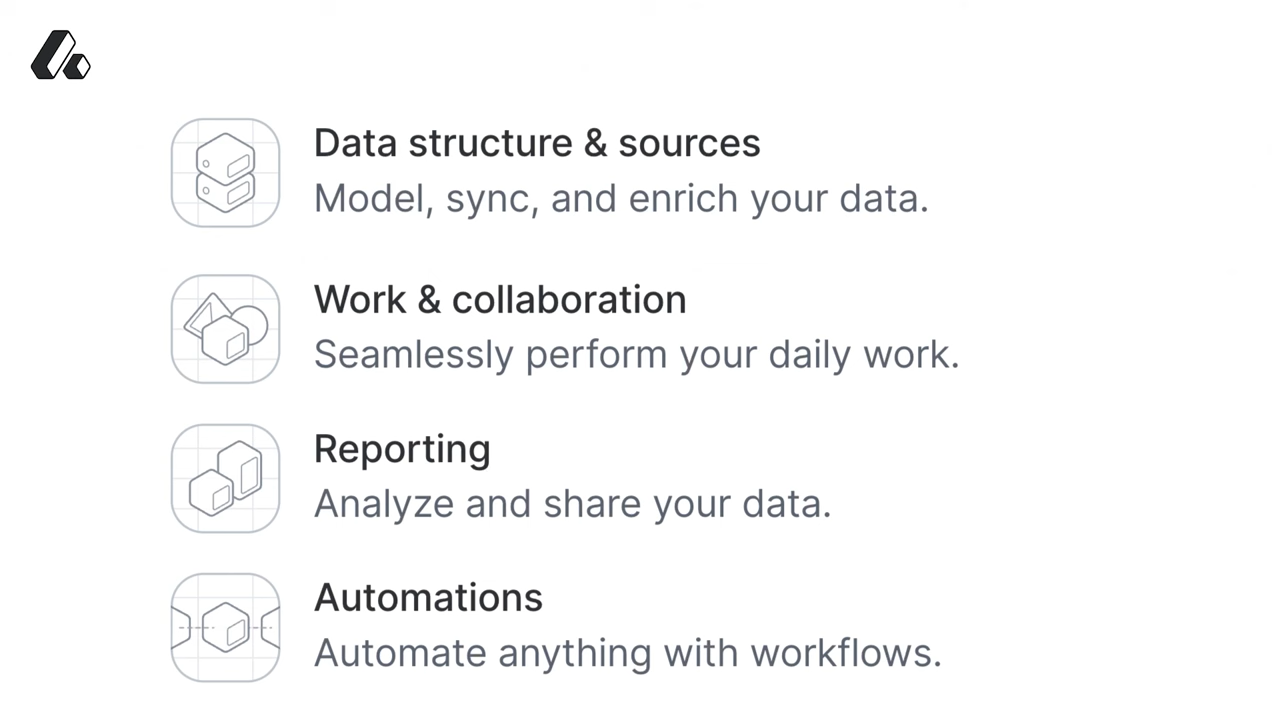 Data structure & sources
Model, sync, and enrich your data.
Work & collaboration
Seamlessly perform your daily work.
Reporting
Analyze and share your data.
Automations
Automate anything with workflows.